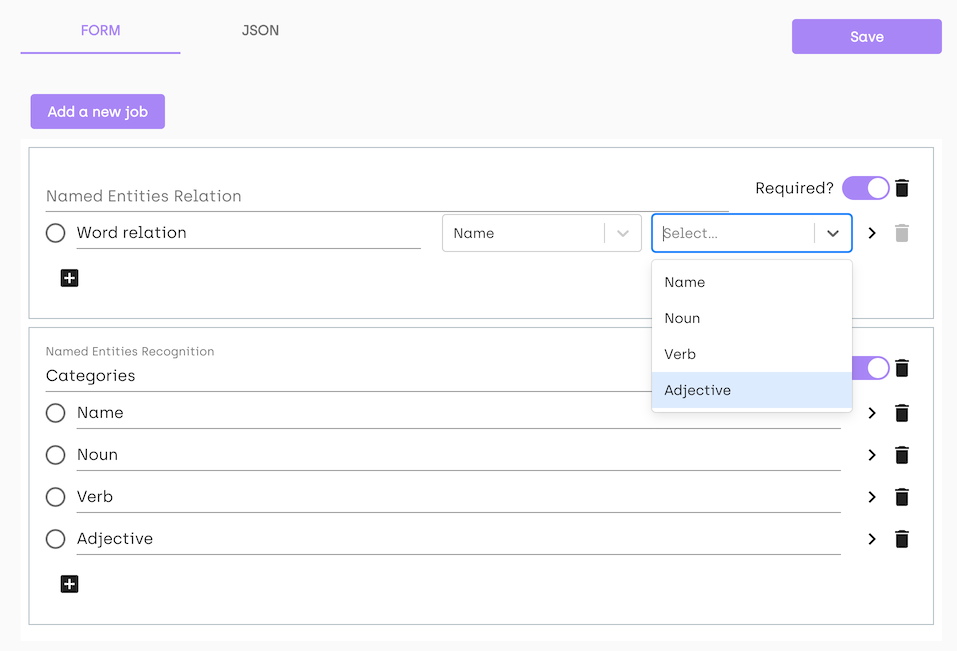 FORM
JSON
Save
Add a new job
Required?
Named Entities Relation
Word relation
Name
Select...
Name
Noun
Verb
Adjective
Named Entities Recognition
Categories
Name
Noun
Verb
Adjective